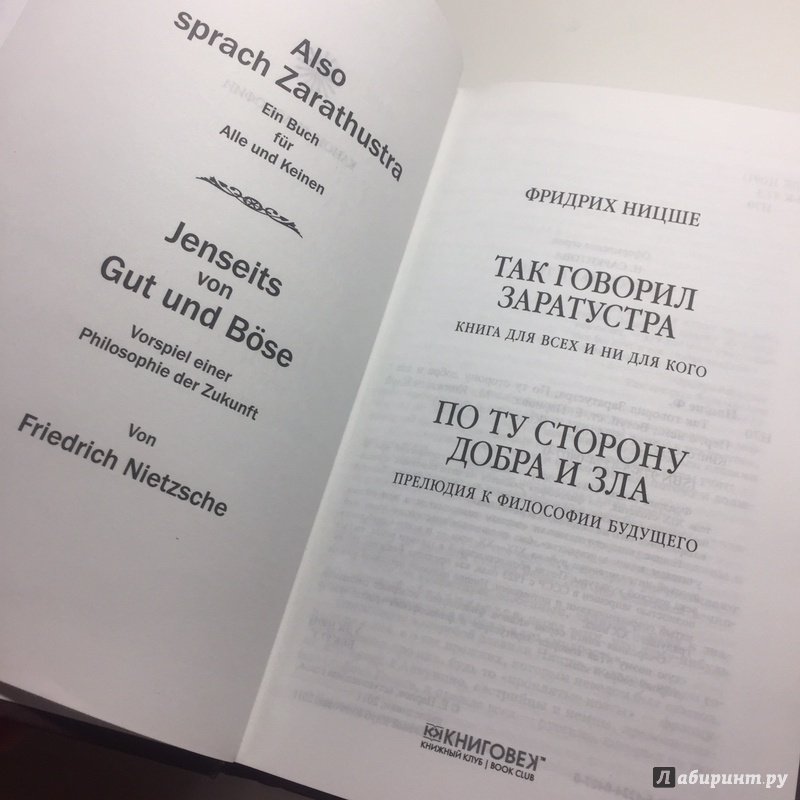 Also
sprach Zarathustra
Ein Buch
für
Alle und Keinen
Jenseits
von
Gut und Böse
Vorspiel einer
Philosophie der Zukunft
Von
Friedrich Nietzsche
ФРИДРИХ НИЦШЕ
ТАК ГОВОРИЛ
ЗАРАТУСТРА
КНИГА ДЛЯ ВСЕХ И НИ ДЛЯ КОГО
ПО ТУ СТОРОНУ
ДОБРА И ЗЛА
ПРЕЛЮДИЯ К ФИЛОСОФИИ БУДУЩЕГО
КНИГОВЕК™
КНИЖНЫЙ КЛУБ | BOOK CLUB
Лабиринт.ру